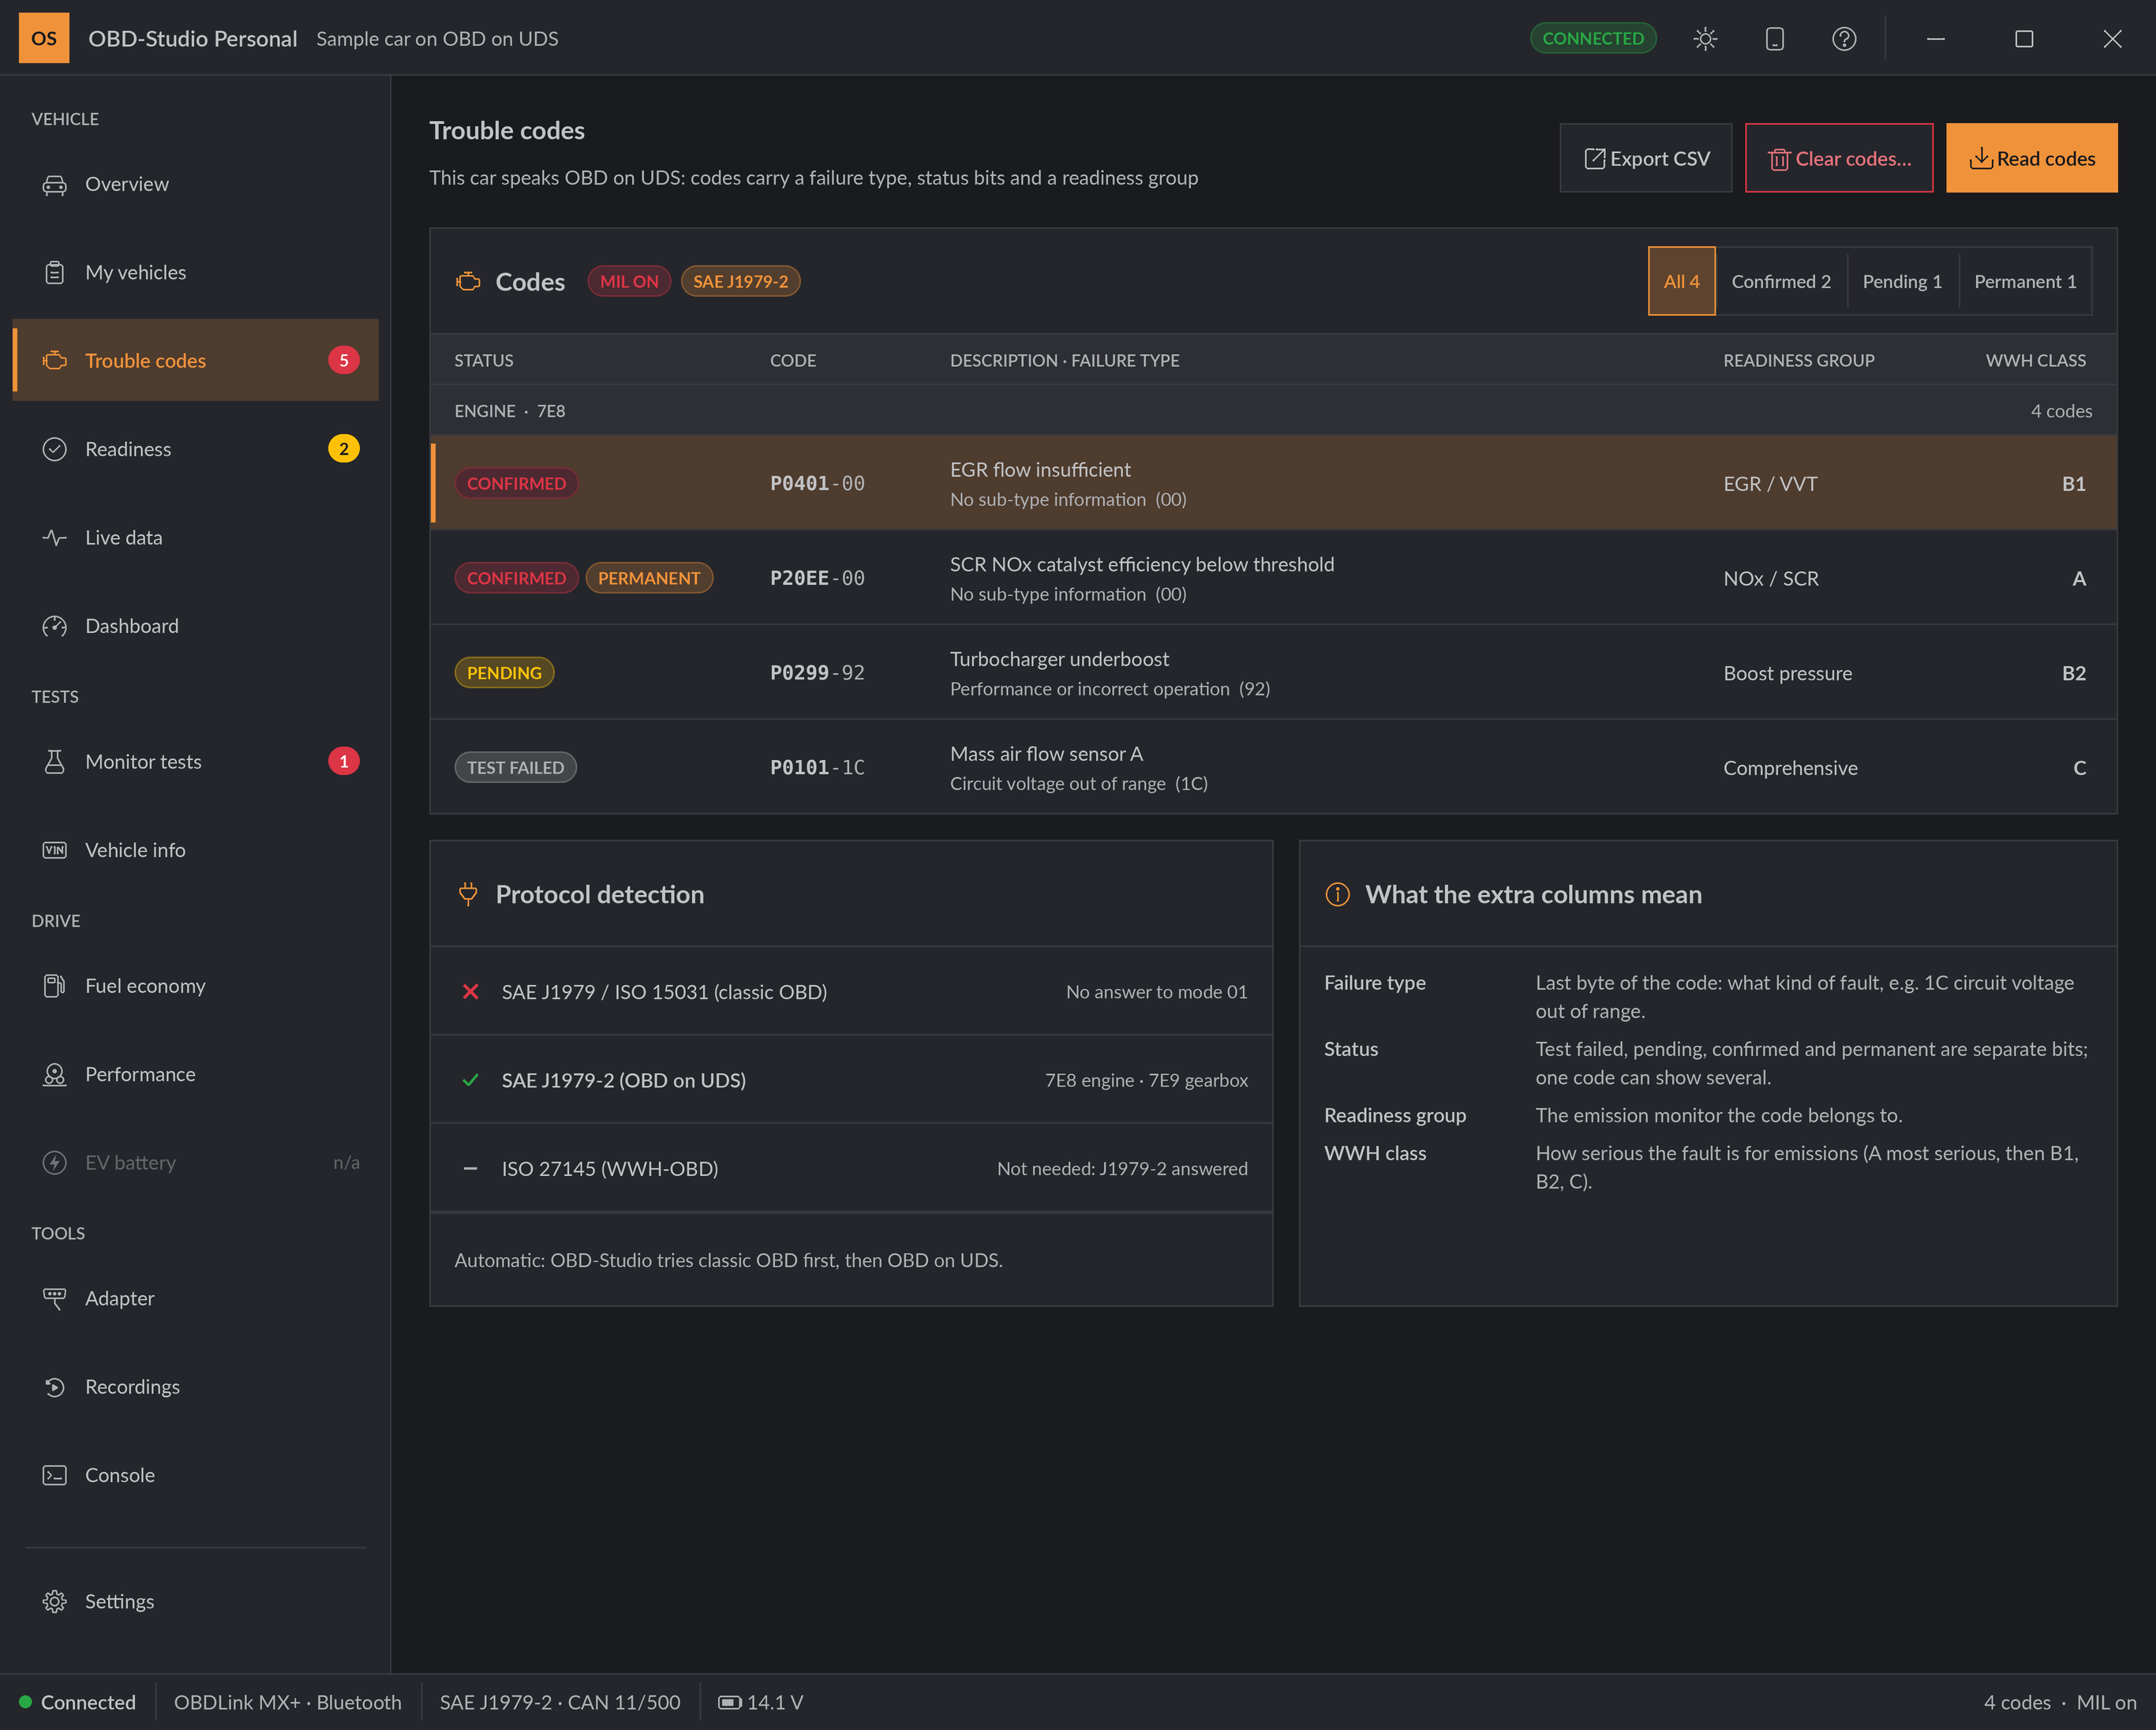 OS OBD-Studio Personal Sample car on OBD on UDS CONNECTED
VEHICLE
Overview
My vehicles
Trouble codes 5
Readiness 2
Live data
Dashboard
TESTS
Monitor tests 1
VIN Vehicle info
DRIVE
Fuel economy
Performance
EV battery n/a
TOOLS
Adapter
Recordings
Console
Settings
Trouble codes
This car speaks OBD on UDS: codes carry a failure type, status bits and a readiness group
Export CSV Clear codes... Read codes
Codes MIL ON SAE J1979-2 All 4 Confirmed 2 Pending 1 Permanent 1
STATUS CODE DESCRIPTION · FAILURE TYPE READINESS GROUP WWH CLASS
ENGINE · 7E8 4 codes
CONFIRMED P0401-00 EGR flow insufficient EGR / VVT B1
No sub-type information (00)
CONFIRMED PERMANENT P20EE-00 SCR NOx catalyst efficiency below threshold NOx / SCR A
No sub-type information (00)
PENDING P0299-92 Turbocharger underboost Boost pressure B2
Performance or incorrect operation (92)
TEST FAILED P0101-1C Mass air flow sensor A Comprehensive C
Circuit voltage out of range (1C)
Protocol detection
SAE J1979 / ISO 15031 (classic OBD) No answer to mode 01
SAE J1979-2 (OBD on UDS) 7E8 engine · 7E9 gearbox
ISO 27145 (WWH-OBD) Not needed: J1979-2 answered
Automatic: OBD-Studio tries classic OBD first, then OBD on UDS.
What the extra columns mean
Failure type Last byte of the code: what kind of fault, e.g. 1C circuit voltage
out of range.
Status Test failed, pending, confirmed and permanent are separate bits;
one code can show several.
Readiness group The emission monitor the code belongs to.
WWH class How serious the fault is for emissions (A most serious, then B1,
B2, C).
Connected OBDLink MX+ · Bluetooth SAE J1979-2 · CAN 11/500 14.1 V 4 codes · MIL on